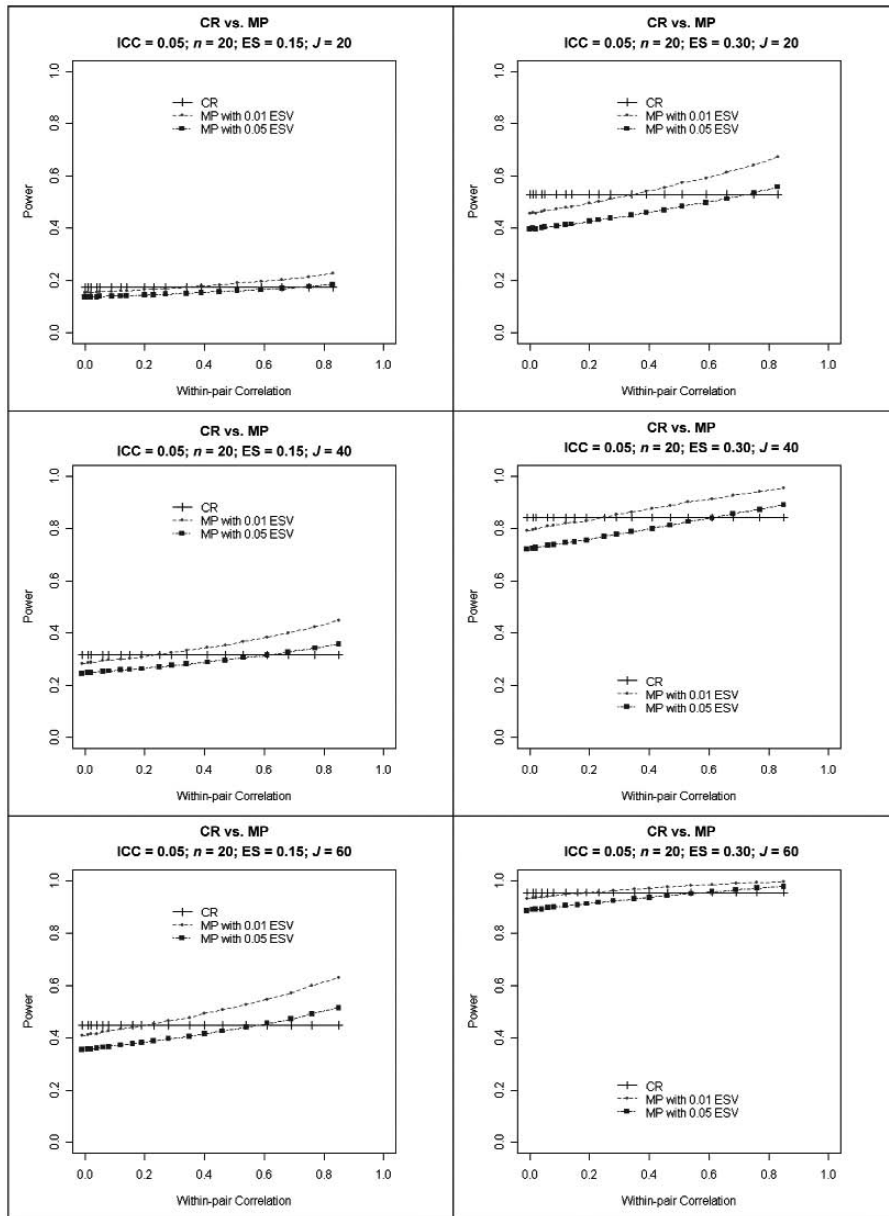 CR vs. MP
ICC = 0.05; n = 20; ES = 0.15; J = 20
1.0
0.8
0.6
0.4
0.2
0.0
Power
CR
MP with 0.01 ESV
MP with 0.05 ESV
0.0 0.2 0.4 0.6 0.8 1.0
Within-pair Correlation
CR vs. MP
ICC = 0.05; n = 20; ES = 0.30; J = 20
1.0
0.8
0.6
0.4
0.2
0.0
Power
CR
MP with 0.01 ESV
MP with 0.05 ESV
0.0 0.2 0.4 0.6 0.8 1.0
Within-pair Correlation
CR vs. MP
ICC = 0.05; n = 20; ES = 0.15; J = 40
1.0
0.8
0.6
0.4
0.2
0.0
Power
CR
MP with 0.01 ESV
MP with 0.05 ESV
0.0 0.2 0.4 0.6 0.8 1.0
Within-pair Correlation
CR vs. MP
ICC = 0.05; n = 20; ES = 0.30; J = 40
1.0
0.8
0.6
0.4
0.2
0.0
Power
CR
MP with 0.01 ESV
MP with 0.05 ESV
0.0 0.2 0.4 0.6 0.8 1.0
Within-pair Correlation
CR vs. MP
ICC = 0.05; n = 20; ES = 0.15; J = 60
1.0
0.8
0.6
0.4
0.2
0.0
Power
CR
MP with 0.01 ESV
MP with 0.05 ESV
0.0 0.2 0.4 0.6 0.8 1.0
Within-pair Correlation
CR vs. MP
ICC = 0.05; n = 20; ES = 0.30; J = 60
1.0
0.8
0.6
0.4
0.2
0.0
Power
CR
MP with 0.01 ESV
MP with 0.05 ESV
0.0 0.2 0.4 0.6 0.8 1.0
Within-pair Correlation